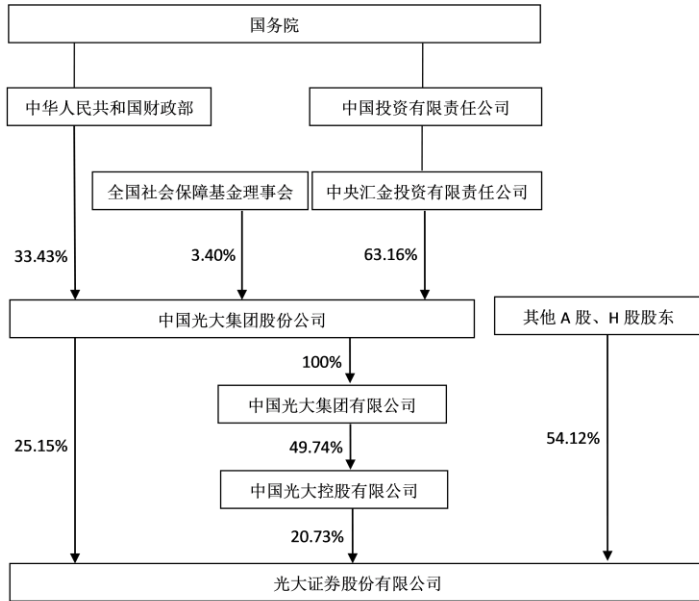 国务院
中华人民共和国财政部
中国投资有限责任公司
全国社会保障基金理事会
中央汇金投资有限责任公司
33.43%
3.40%
63.16%
中国光大集团股份公司
其他 A 股、H 股股东
100%
中国光大集团有限公司
25.15%
49.74%
54.12%
中国光大控股有限公司
20.73%
光大证券股份有限公司